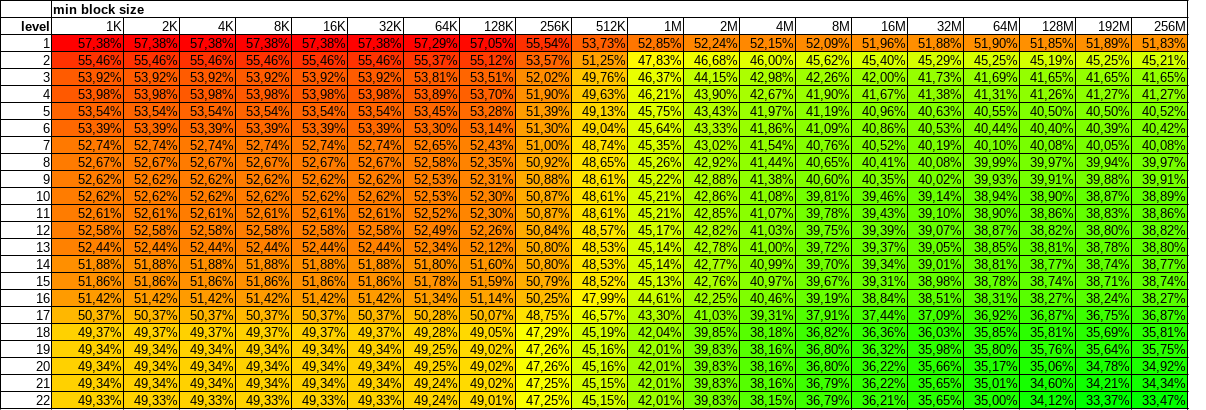 min block size
level 1K 2K 4K 8K 16K 32K 64K 128K 256K 512K 1M 2M 4M 8M 16M 32M 64M 128M 192M 256M
1 57,38% 57,38% 57,38% 57,38% 57,38% 57,38% 57,29% 57,05% 55,54% 53,73% 52,85% 52,24% 52,15% 52,09% 51,96% 51,88% 51,90% 51,85% 51,89% 51,83%
2 55,46% 55,46% 55,46% 55,46% 55,46% 55,46% 55,37% 55,12% 53,57% 51,25% 47,83% 46,68% 46,00% 45,62% 45,40% 45,29% 45,25% 45,19% 45,25% 45,21%
3 53,92% 53,92% 53,92% 53,92% 53,92% 53,92% 53,81% 53,51% 52,02% 49,76% 46,37% 44,15% 42,98% 42,26% 42,00% 41,73% 41,69% 41,65% 41,65% 41,65%
4 53,98% 53,98% 53,98% 53,98% 53,98% 53,98% 53,89% 53,70% 51,90% 49,63% 46,21% 43,90% 42,67% 41,90% 41,67% 41,38% 41,31% 41,26% 41,27% 41,27%
5 53,54% 53,54% 53,54% 53,54% 53,54% 53,54% 53,45% 53,28% 51,39% 49,13% 45,75% 43,43% 41,97% 41,19% 40,96% 40,63% 40,55% 40,50% 40,50% 40,52%
6 53,39% 53,39% 53,39% 53,39% 53,39% 53,39% 53,30% 53,14% 51,30% 49,04% 45,64% 43,33% 41,86% 41,09% 40,86% 40,53% 40,44% 40,40% 40,39% 40,42%
7 52,74% 52,74% 52,74% 52,74% 52,74% 52,74% 52,65% 52,43% 51,00% 48,74% 45,35% 43,02% 41,54% 40,76% 40,52% 40,19% 40,10% 40,08% 40,05% 40,08%
8 52,67% 52,67% 52,67% 52,67% 52,67% 52,67% 52,58% 52,35% 50,92% 48,65% 45,26% 42,92% 41,44% 40,65% 40,41% 40,08% 39,99% 39,97% 39,94% 39,97%
9 52,62% 52,62% 52,62% 52,62% 52,62% 52,62% 52,53% 52,31% 50,88% 48,61% 45,22% 42,88% 41,38% 40,60% 40,35% 40,02% 39,93% 39,91% 39,88% 39,91%
10 52,62% 52,62% 52,62% 52,62% 52,62% 52,62% 52,53% 52,30% 50,87% 48,61% 45,21% 42,86% 41,08% 39,81% 39,46% 39,14% 38,94% 38,90% 38,87% 38,89%
11 52,61% 52,61% 52,61% 52,61% 52,61% 52,61% 52,52% 52,30% 50,87% 48,61% 45,21% 42,85% 41,07% 39,78% 39,43% 39,10% 38,90% 38,86% 38,83% 38,86%
12 52,58% 52,58% 52,58% 52,58% 52,58% 52,58% 52,49% 52,26% 50,84% 48,57% 45,17% 42,82% 41,03% 39,75% 39,39% 39,07% 38,87% 38,82% 38,80% 38,82%
13 52,44% 52,44% 52,44% 52,44% 52,44% 52,44% 52,34% 52,12% 50,80% 48,53% 45,14% 42,78% 41,00% 39,72% 39,37% 39,05% 38,85% 38,81% 38,78% 38,80%
14 51,88% 51,88% 51,88% 51,88% 51,88% 51,88% 51,80% 51,60% 50,80% 48,53% 45,14% 42,77% 40,99% 39,70% 39,34% 39,01% 38,81% 38,77% 38,74% 38,77%
15 51,86% 51,86% 51,86% 51,86% 51,86% 51,86% 51,78% 51,59% 50,79% 48,52% 45,13% 42,76% 40,97% 39,67% 39,31% 38,98% 38,78% 38,74% 38,71% 38,74%
16 51,42% 51,42% 51,42% 51,42% 51,42% 51,42% 51,34% 51,14% 50,25% 47,99% 44,61% 42,25% 40,46% 39,19% 38,84% 38,51% 38,31% 38,27% 38,24% 38,27%
17 50,37% 50,37% 50,37% 50,37% 50,37% 50,37% 50,28% 50,07% 48,75% 46,57% 43,30% 41,03% 39,31% 37,91% 37,44% 37,09% 36,92% 36,87% 36,75% 36,87%
18 49,37% 49,37% 49,37% 49,37% 49,37% 49,37% 49,28% 49,05% 47,29% 45,19% 42,04% 39,85% 38,18% 36,82% 36,36% 36,03% 35,85% 35,81% 35,69% 35,81%
19 49,34% 49,34% 49,34% 49,34% 49,34% 49,34% 49,25% 49,02% 47,26% 45,16% 42,01% 39,83% 38,16% 36,80% 36,32% 35,98% 35,80% 35,76% 35,64% 35,75%
20 49,34% 49,34% 49,34% 49,34% 49,34% 49,34% 49,25% 49,02% 47,26% 45,16% 42,01% 39,83% 38,16% 36,80% 36,22% 35,66% 35,17% 35,06% 34,78% 34,92%
21 49,34% 49,34% 49,34% 49,34% 49,34% 49,34% 49,24% 49,02% 47,25% 45,15% 42,01% 39,83% 38,16% 36,79% 36,22% 35,65% 35,01% 34,60% 34,21% 34,34%
22 49,33% 49,33% 49,33% 49,33% 49,33% 49,33% 49,24% 49,01% 47,25% 45,15% 42,01% 39,83% 38,15% 36,79% 36,21% 35,65% 35,00% 34,12% 33,37% 33,47%